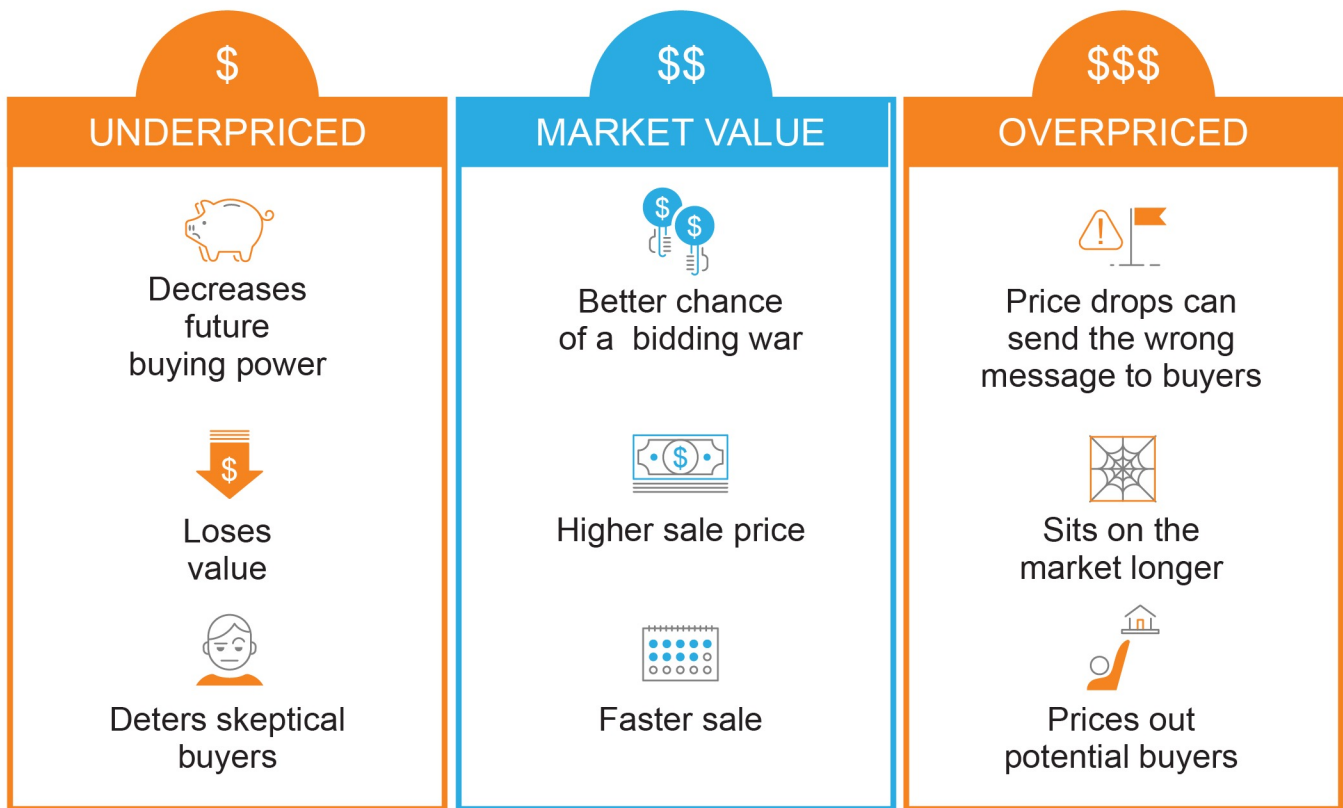 $
UNDERPRICED
Decreases
future
buying power
$
Loses
value
Deters skeptical
buyers
$$
MARKET VALUE
$
$
Better chance
of a  bidding war
$
Higher sale price
Faster sale
$$$
OVERPRICED
!
Price drops can
send the wrong
message to buyers
Sits on the
market longer
Prices out
potential buyers